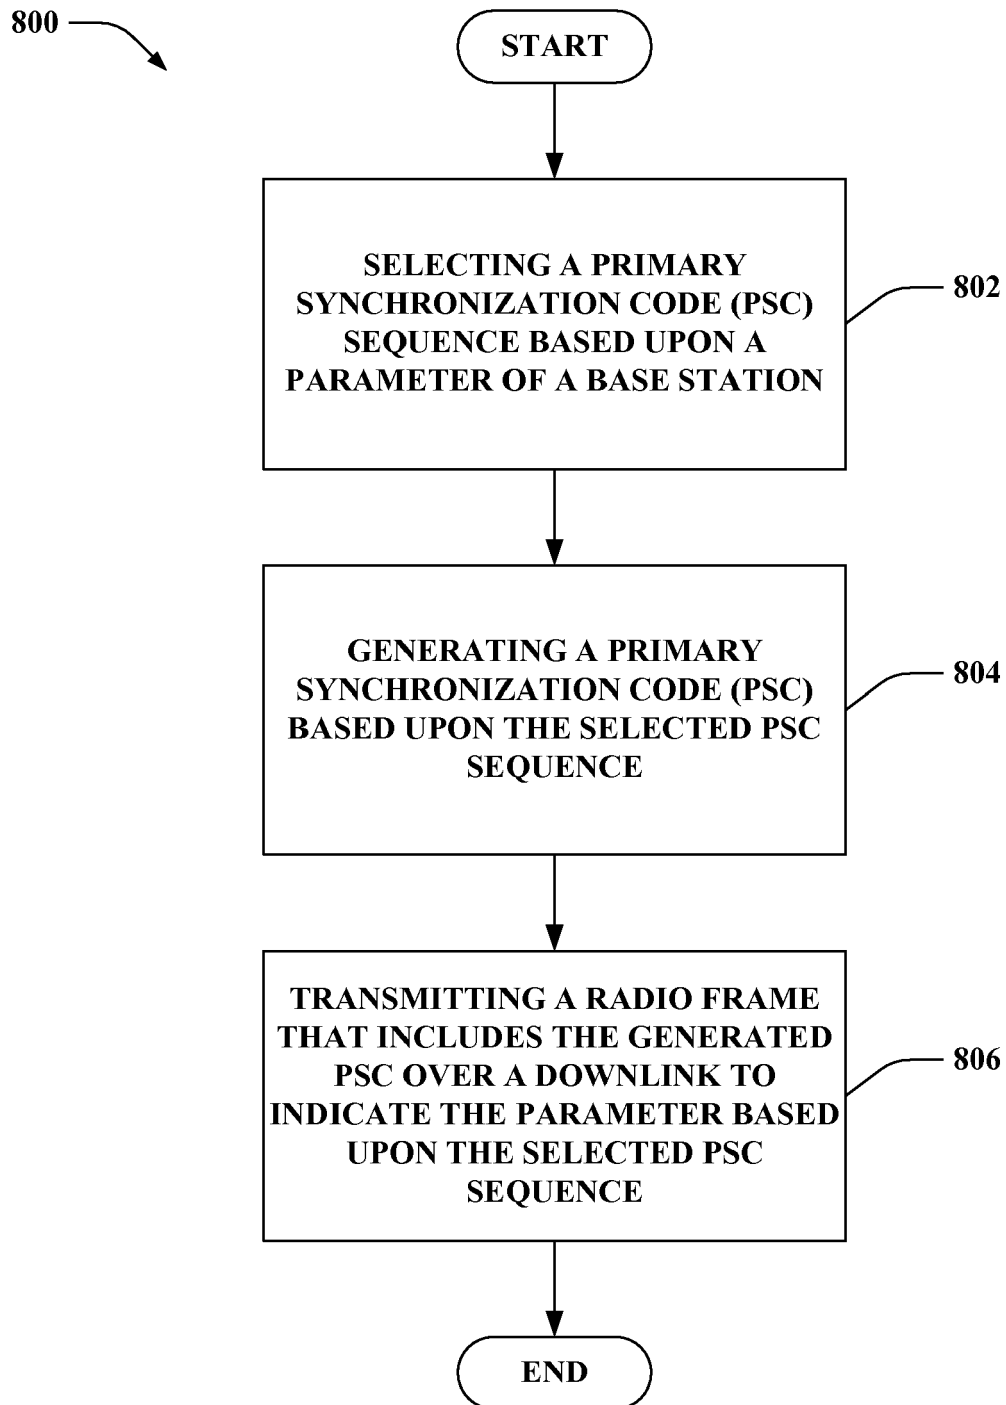 800
START
SELECTING A PRIMARY
SYNCHRONIZATION CODE (PSC)
SEQUENCE BASED UPON A
PARAMETER OF A BASE STATION
802
GENERATING A PRIMARY
SYNCHRONIZATION CODE (PSC)
BASED UPON THE SELECTED PSC
SEQUENCE
804
TRANSMITTING A RADIO FRAME
THAT INCLUDES THE GENERATED
PSC OVER A DOWNLINK TO
INDICATE THE PARAMETER BASED
UPON THE SELECTED PSC
SEQUENCE
806
END